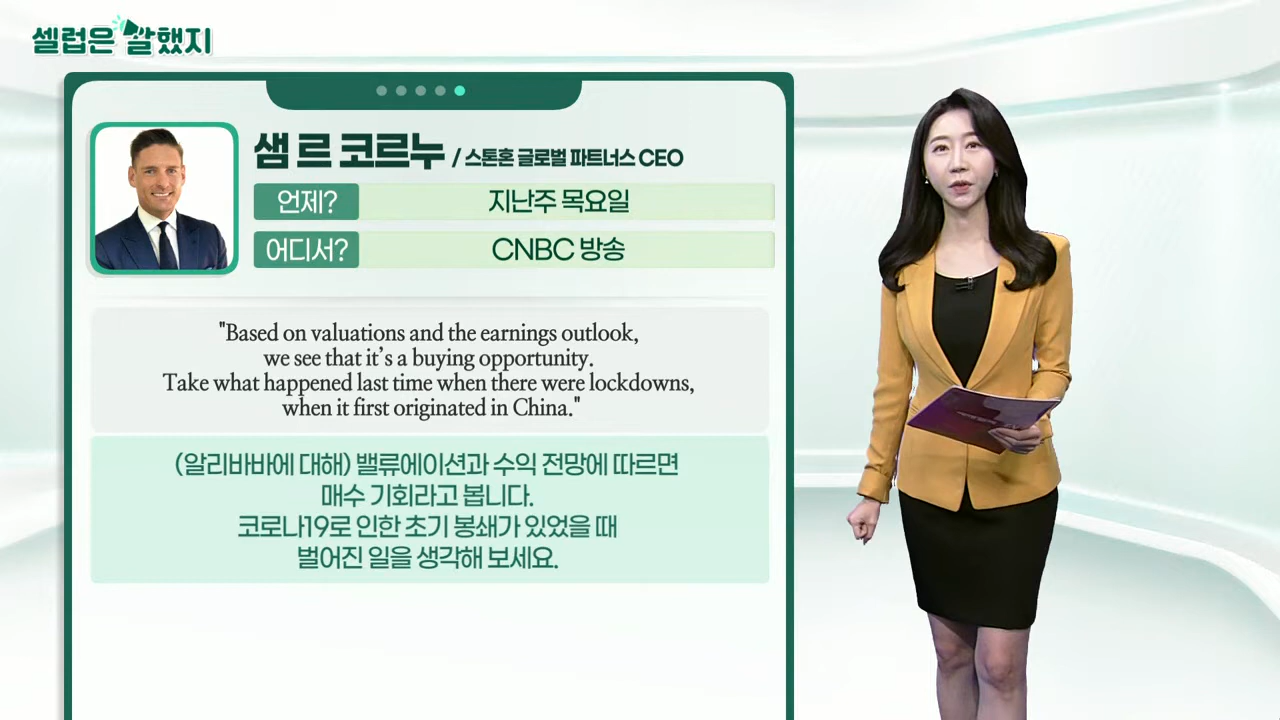 셀럽은 말했지
샘 르 코르누 / 스톤혼 글로벌 파트너스 CEO
언제? 지난주 목요일
어디서? CNBC 방송
"Based on valuations and the earnings outlook,
we see that it’s a buying opportunity.
Take what happened last time when there were lockdowns,
when it first originated in China."
(알리바바에 대해) 밸류에이션과 수익 전망에 따르면
매수 기회라고 봅니다.
코로나19로 인한 초기 봉쇄가 있었을 때
벌어진 일을 생각해 보세요.